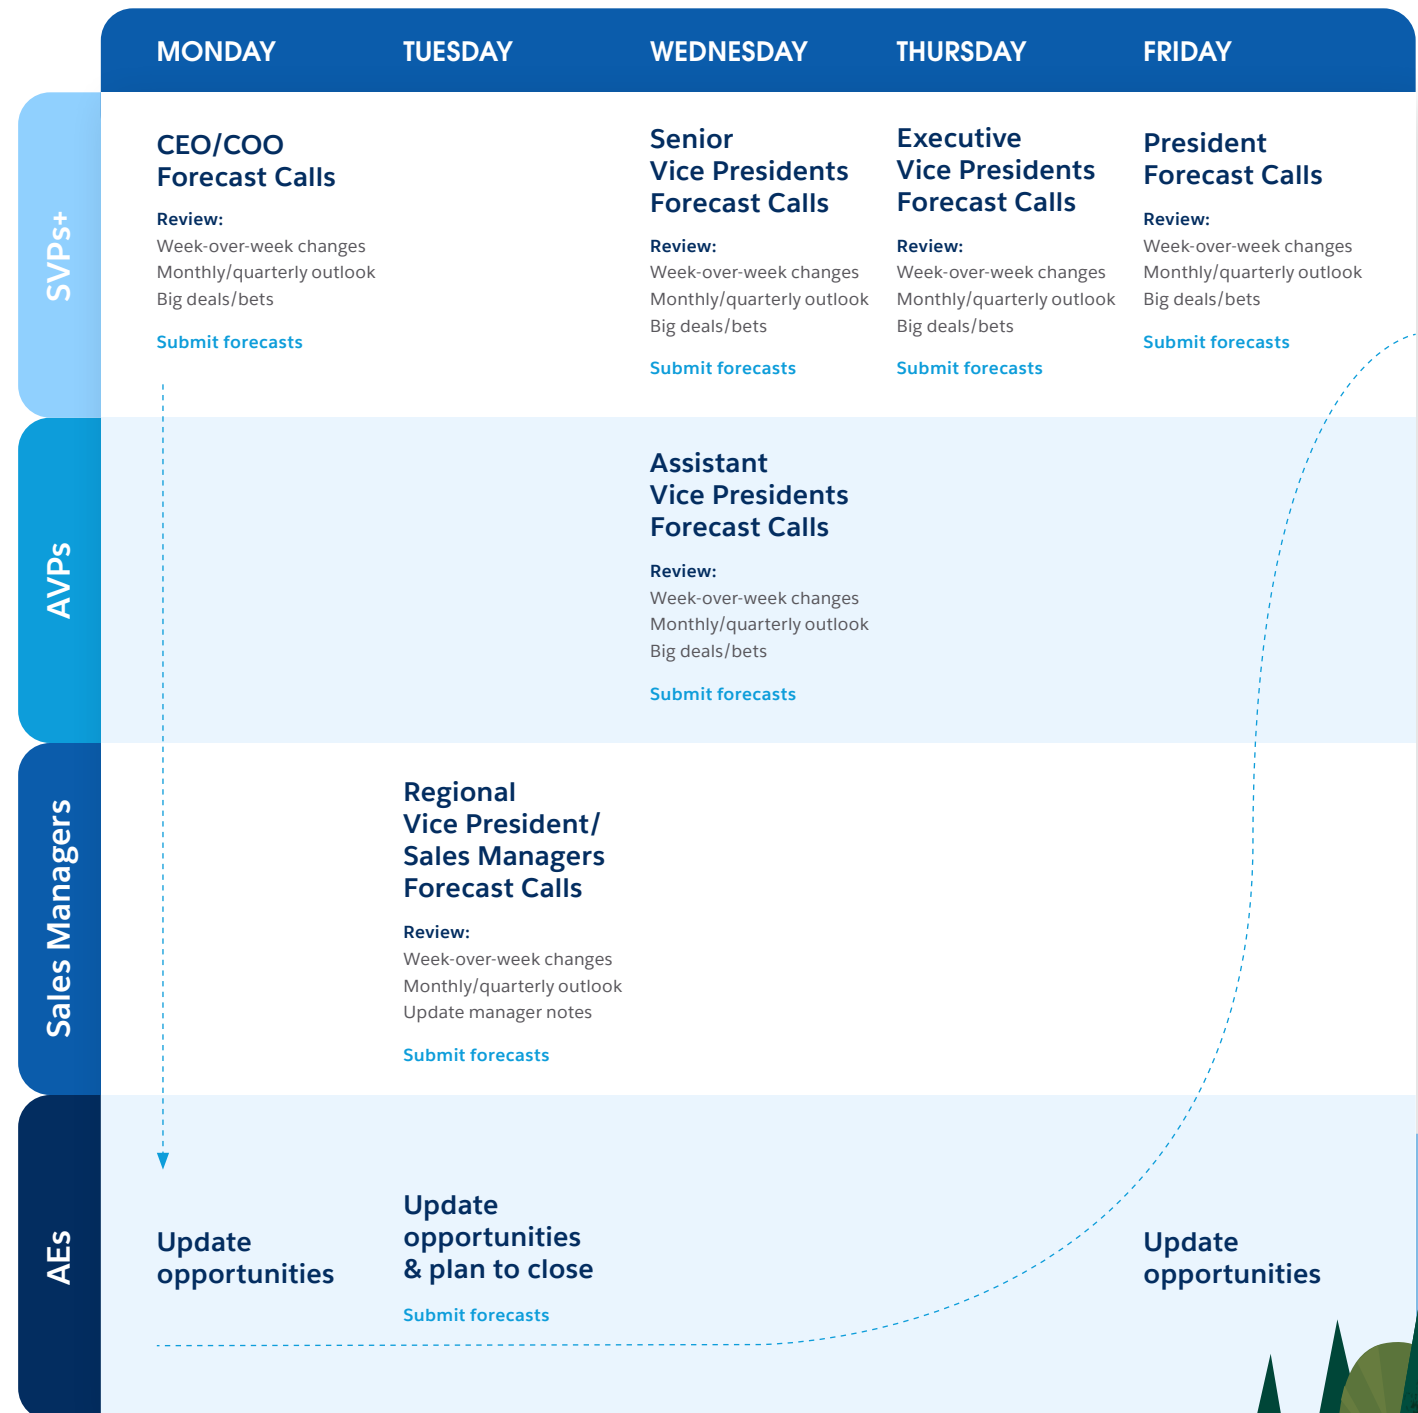 MONDAY
TUESDAY
WEDNESDAY
THURSDAY
FRIDAY
SVPs+
CEO/COO
Forecast Calls
Review:
Week-over-week changes
Monthly/quarterly outlook
Big deals/bets
Submit forecasts
Senior
Vice Presidents
Forecast Calls
Review:
Week-over-week changes
Monthly/quarterly outlook
Big deals/bets
Submit forecasts
Executive
Vice Presidents
Forecast Calls
Review:
Week-over-week changes
Monthly/quarterly outlook
Big deals/bets
Submit forecasts
President
Forecast Calls
Review:
Week-over-week changes
Monthly/quarterly outlook
Big deals/bets
Submit forecasts
AVPs
Assistant
Vice Presidents
Forecast Calls
Review:
Week-over-week changes
Monthly/quarterly outlook
Big deals/bets
Submit forecasts
Sales Managers
Regional
Vice President/
Sales Managers
Forecast Calls
Review:
Week-over-week changes
Monthly/quarterly outlook
Update manager notes
Submit forecasts
AEs
Update
opportunities
Update
opportunities
& plan to close
Submit forecasts
Update
opportunities